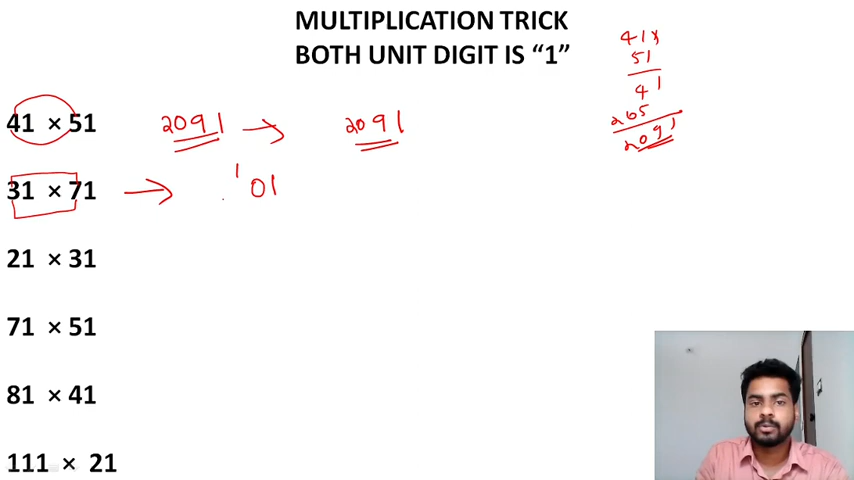 MULTIPLICATION TRICK
BOTH UNIT DIGIT IS “1”
41 ×
51
41
205
2091
41 × 51 2091 → 2091
31 × 71 → 1 01
21 × 31
71 × 51
81 × 41
111 × 21